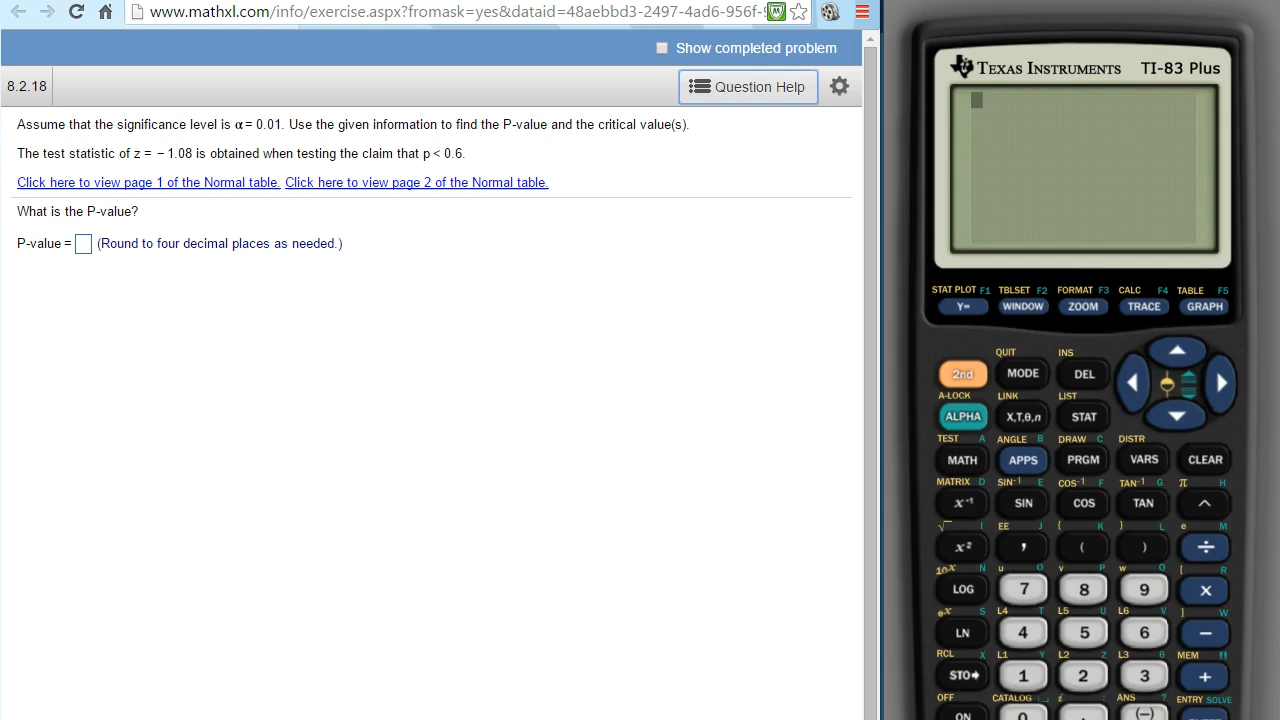 www.mathxl.com/info/exercise.aspx?fromask=yes&dataid=48aebbd3-2497-4ad6-956f-
Show completed problem
8.2.18
Question Help
Assume that the significance level is α = 0.01. Use the given information to find the P-value and the critical value(s).
The test statistic of z = − 1.08 is obtained when testing the claim that p < 0.6.
Click here to view page 1 of the Normal table. Click here to view page 2 of the Normal table.
What is the P-value?
P-value = (Round to four decimal places as needed.)
TEXAS INSTRUMENTS TI-83 Plus
STAT PLOT F1 TBLSET F2 FORMAT F3 CALC F4 TABLE F5
Y= WINDOW ZOOM TRACE GRAPH
QUIT INS
2nd MODE DEL
A-LOCK LINK LIST
ALPHA X,T,θ,n STAT
TEST A ANGLE B DRAW C DISTR
MATH APPS PRGM VARS CLEAR
MATRIX D SIN⁻¹ E COS⁻¹ F TAN⁻¹ G π H
x⁻¹ SIN COS TAN ^
√ I EE J { K } L e M
x² , ( ) ÷
10ˣ N u O v P w Q [ R
LOG 7 8 9 ×
eˣ S L4 T L5 U L6 V ] W
LN 4 5 6 −
RCL X L1 Y L2 Z L3 θ MEM "
STO➔ 1 2 3 +
OFF CATALOG ⎵ i : ANS ? ENTRY SOLVE
ON 0 . (−)